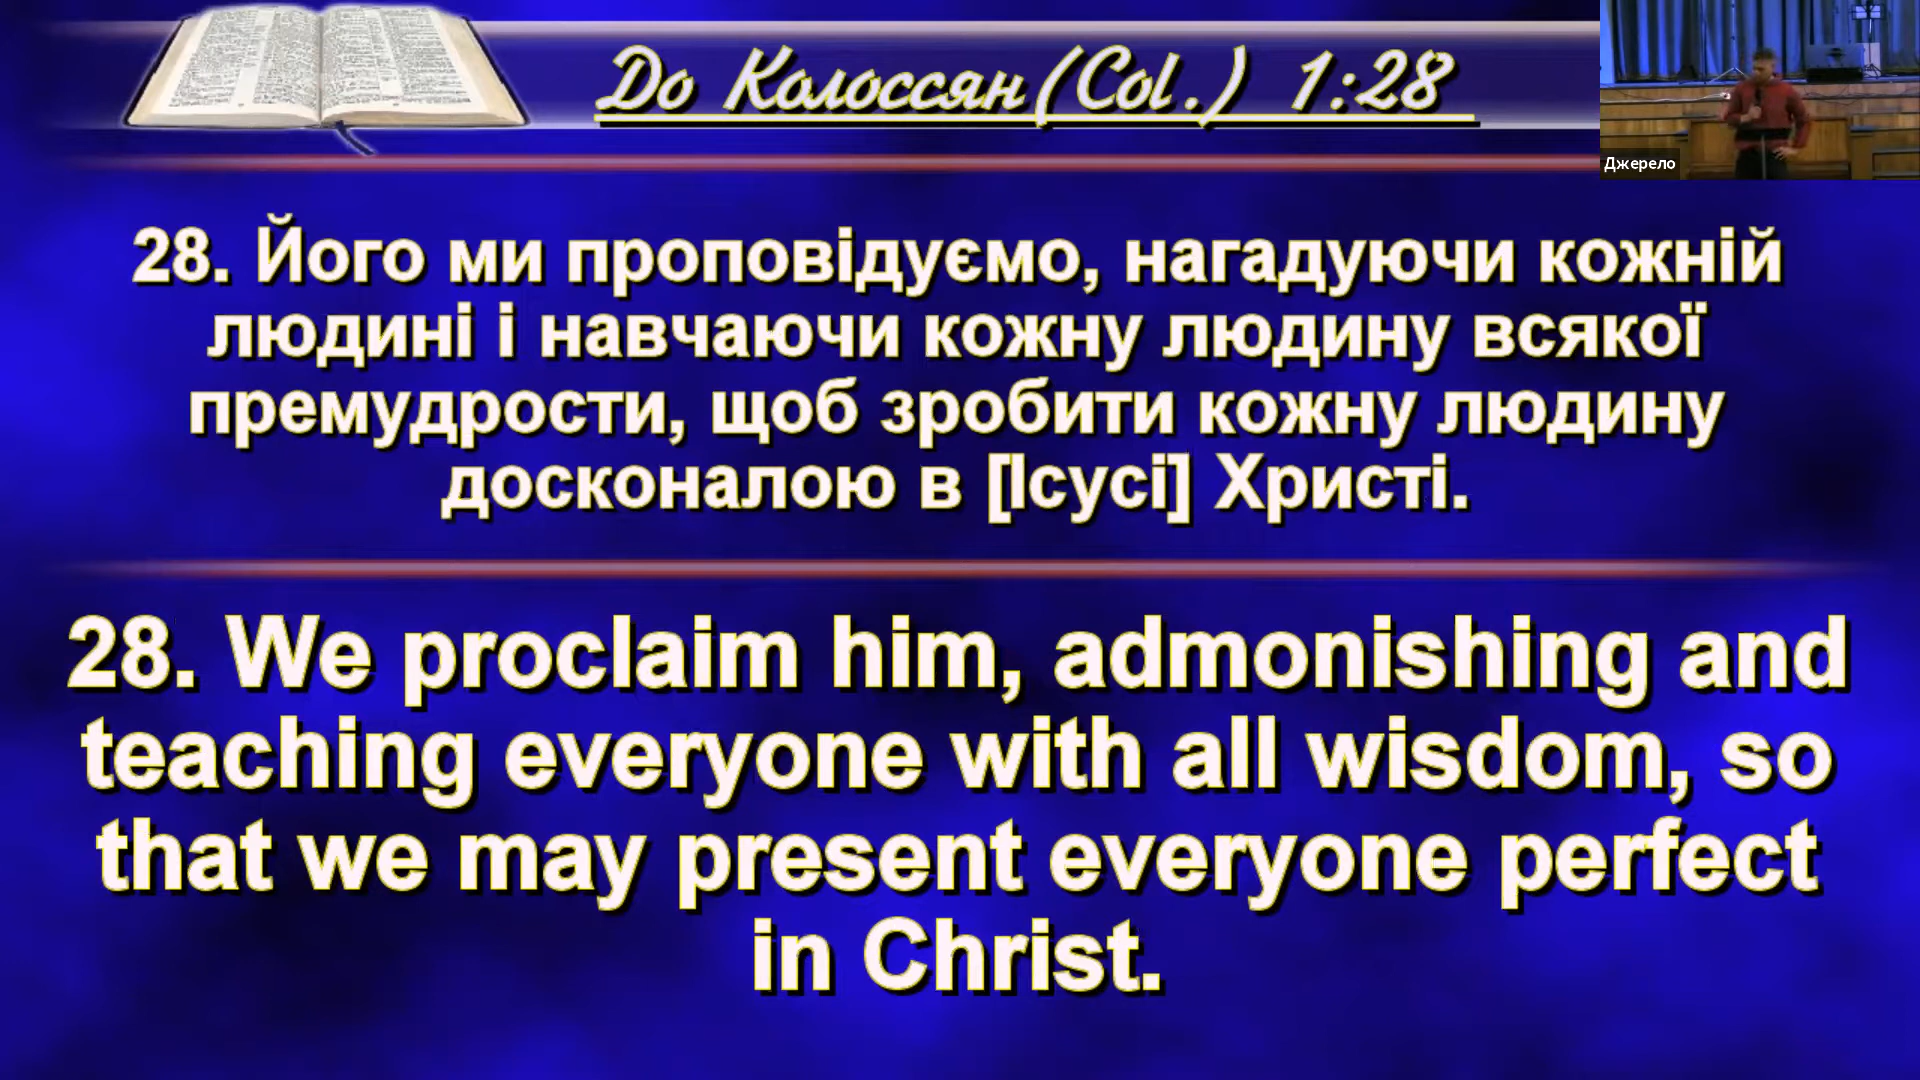 До Колоссян(Col.) 1:28
Джерело
28. Його ми проповідуємо, нагадуючи кожній
людині і навчаючи кожну людину всякої
премудрости, щоб зробити кожну людину
досконалою в [Ісусі] Христі.
28. We proclaim him, admonishing and
teaching everyone with all wisdom, so
that we may present everyone perfect
in Christ.